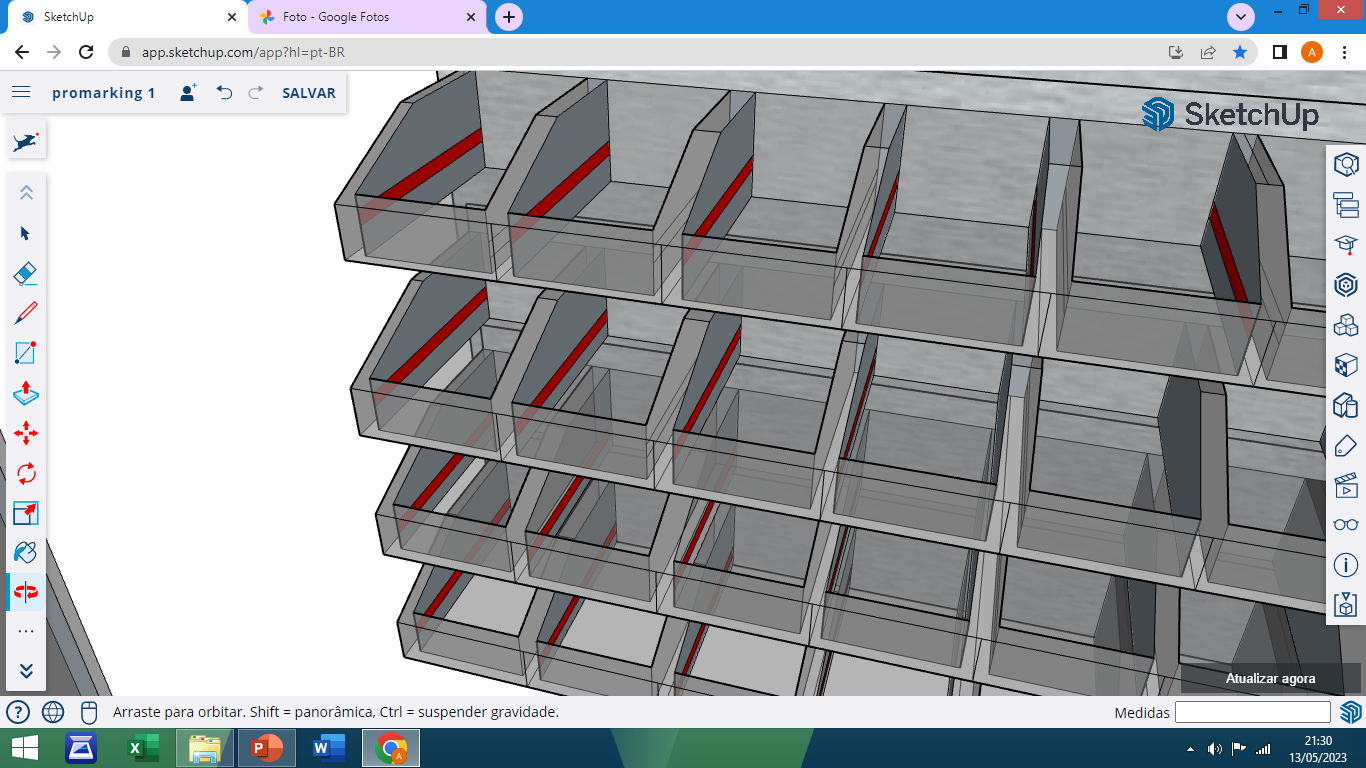 SketchUp
Foto - Google Fotos
app.sketchup.com/app?hl=pt-BR
A
promarking 1
SALVAR
SketchUp
Atualizar agora
Arraste para orbitar. Shift = panorâmica, Ctrl = suspender gravidade.
Medidas
X
P
W
A
21:30
13/05/2023